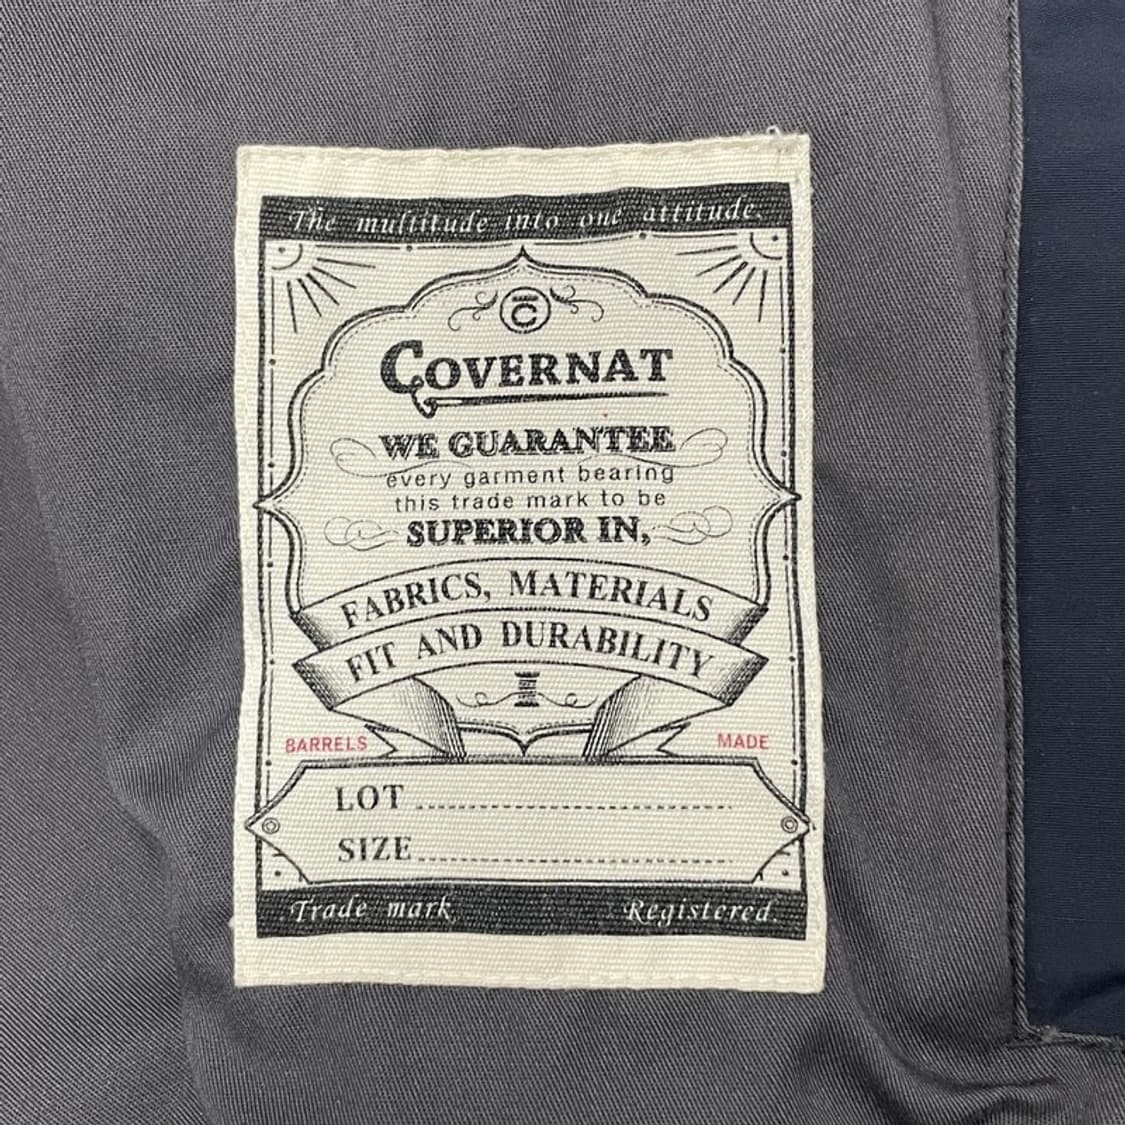 The multitude into one attitude.
C
COVERNAT
WE GUARANTEE
every garment bearing
this trade mark to be
SUPERIOR IN,
FABRICS, MATERIALS
FIT AND DURABILITY
BARRELS MADE
LOT
SIZE
Trade mark Registered.